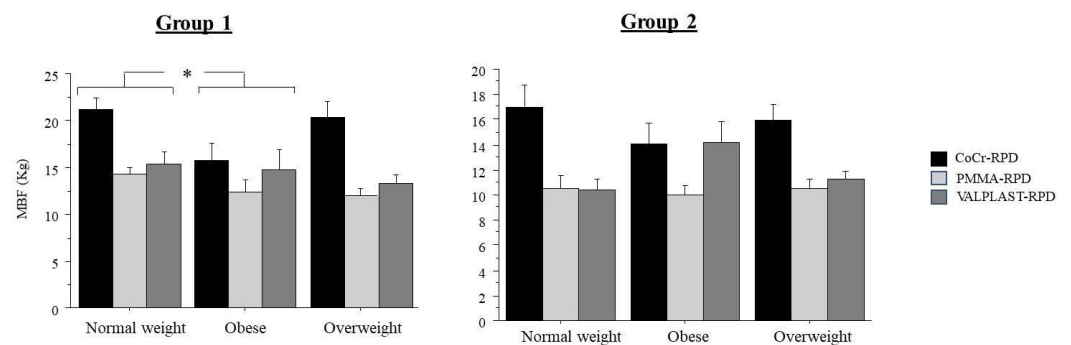 Group 1
Group 2
*
25
20
15
10
5
0
MBF (Kg)
Normal weight
Obese
Overweight
20
18
16
14
12
10
8
6
4
2
0
Normal weight
Obese
Overweight
CoCr-RPD
PMMA-RPD
VALPLAST-RPD